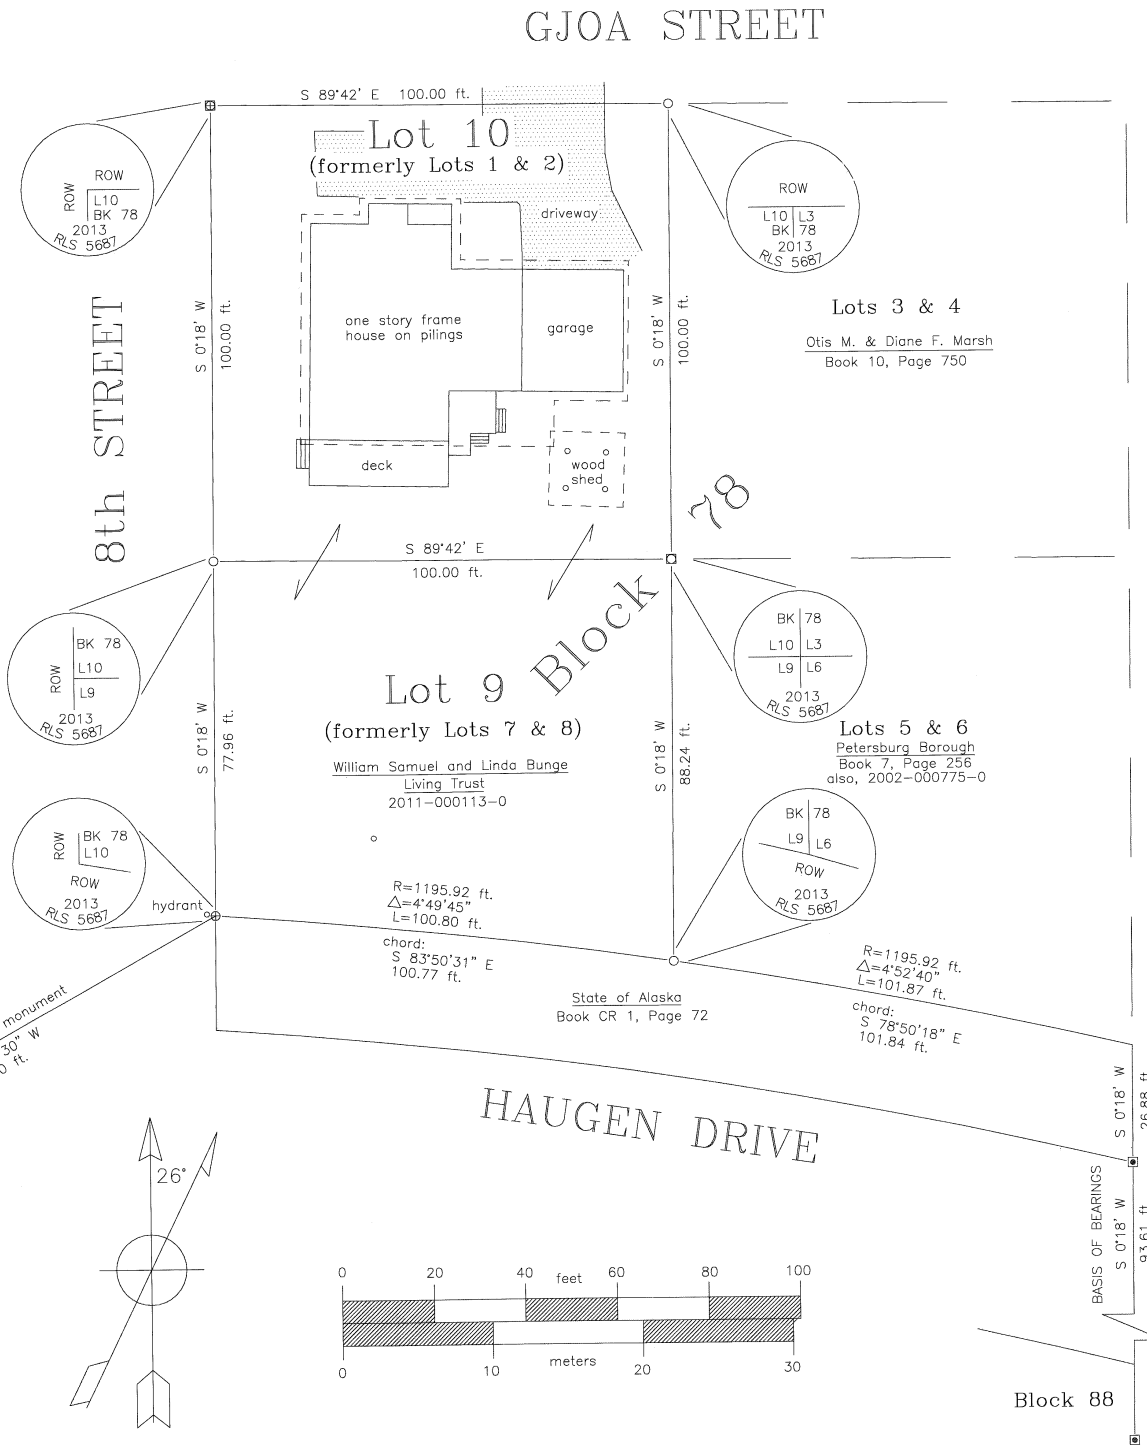 GJOA STREET
S 89°42' E 100.00 ft.
Lot 10
(formerly Lots 1 & 2)
ROW
ROW
L10
BK 78
2013
RLS 5687
ROW
L10 L3
BK 78
2013
RLS 5687
driveway
8th STREET
S 0°18' W
100.00 ft.
one story frame
house on pilings
garage
S 0°18' W
100.00 ft.
Lots 3 & 4
Otis M. & Diane F. Marsh
Book 10, Page 750
deck
wood
shed
Block 78
S 89°42' E
100.00 ft.
BK 78
ROW
L10
L9
2013
RLS 5687
BK 78
L10 L3
L9 L6
2013
RLS 5687
Lot 9
(formerly Lots 7 & 8)
S 0°18' W
77.96 ft.
S 0°18' W
88.24 ft.
William Samuel and Linda Bunge
Living Trust
2011-000113-0
Lots 5 & 6
Petersburg Borough
Book 7, Page 256
also, 2002-000775-0
ROW
BK 78
L10
ROW
2013
RLS 5687
BK 78
L9 L6
ROW
2013
RLS 5687
hydrant
R=1195.92 ft.
△=4°49'45"
L=100.80 ft.
chord:
S 83°50'31" E
100.77 ft.
R=1195.92 ft.
△=4°52'40"
L=101.87 ft.
chord:
S 78°50'18" E
101.84 ft.
monument
30" W
0 ft.
State of Alaska
Book CR 1, Page 72
HAUGEN DRIVE
S 0°18' W
26.88 ft
BASIS OF BEARINGS
S 0°18' W
93.61 ft
26°
0 20 40 feet 60 80 100
0 10 meters 20 30
Block 88